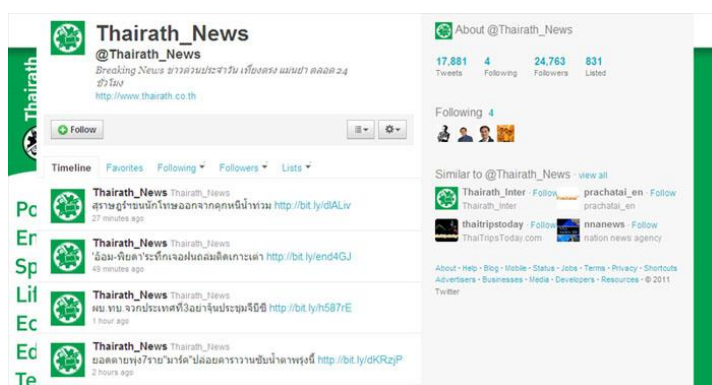 Thairath_News
@Thairath_News
Breaking News ข่าวด่วนประจำวัน เที่ยงตรง แม่นยำ ตลอด 24
ชั่วโมง
http://www.thairath.co.th
Follow
Timeline Favorites Following Followers Lists
Thairath_News Thairath_News
สุราษฎร์ฯขนนักโทษออกจากคุกหนีน้ำท่วม http://bit.ly/dIALiv
27 minutes ago
Thairath_News Thairath_News
'อ้อม-พิยดา'ระทึกเจอฝนถล่มติดเกาะเต่า http://bit.ly/end4GJ
49 minutes ago
Thairath_News Thairath_News
ผบ.ทบ.จวกประเทศที่3อย่าจุ้นประชุมจีบีซี http://bit.ly/h587rE
1 hour ago
Thairath_News Thairath_News
ยอดตายพุ่ง7ราย"มาร์ค"ปล่อยคาราวานซับน้ำตาพรุ่งนี้ http://bit.ly/dKRzjP
2 hours ago
About @Thairath_News
17,881 4 24,763 831
Tweets Following Followers Listed
Following 4
Similar to @Thairath_News · view all
Thairath_Inter · Follow
Thairath_Inter
prachatai_en · Follow
prachatai_en
thaitripstoday · Follow
ThaiTripsToday.com
nnanews · Follow
nation news agency
About · Help · Blog · Mobile · Status · Jobs · Terms · Privacy · Shortcuts
Advertisers · Businesses · Media · Developers · Resources · © 2011
Twitter
Thairath
Po
En
Sp
Lif
Ec
Ed
Te